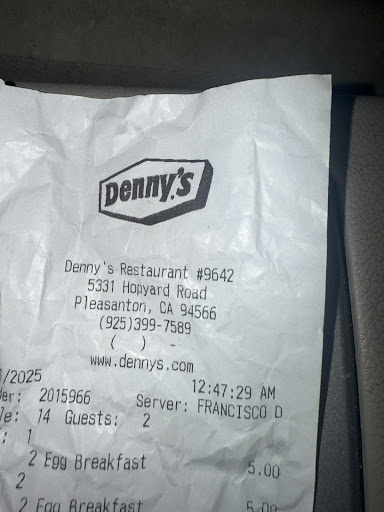 Denny's
Denny's Restaurant #9642
5331 Hopyard Road
Pleasanton, CA 94566
(925)399-7589
( ) -
www.dennys.com
/2025 12:47:29 AM
der: 2015966 Server: FRANCISCO D
le: 14 Guests: 2
: 1
2 Egg Breakfast 5.00
2
2 Egg Breakfast 5.00